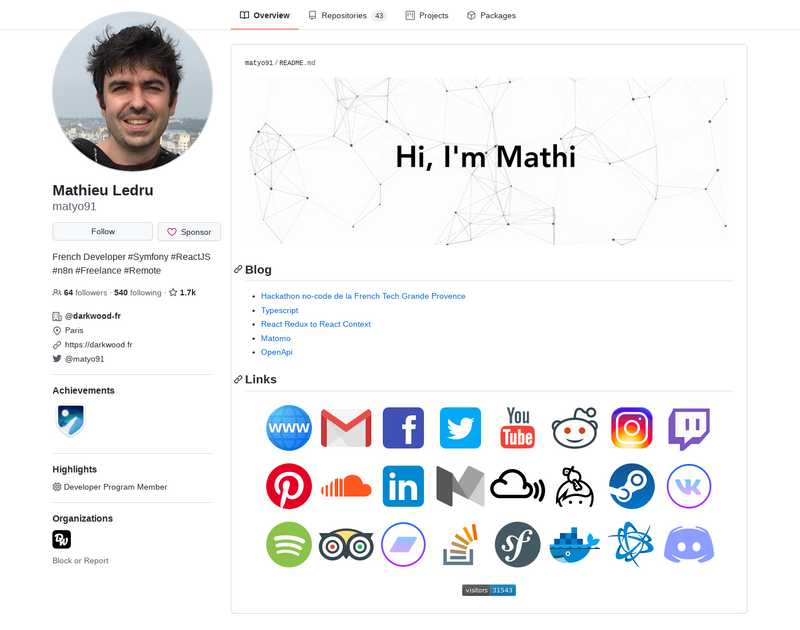 Overview
Repositories 43
Projects
Packages
Mathieu Ledru
matyo91
Follow
Sponsor
French Developer #Symfony #ReactJS
#n8n #Freelance #Remote
64 followers · 540 following · 1.7k
@darkwood-fr
Paris
https://darkwood.fr
@matyo91
Achievements
Highlights
Developer Program Member
Organizations
DW
Block or Report
matyo91/README.md
Hi, I'm Mathi
Blog
Hackathon no-code de la French Tech Grande Provence
Typescript
React Redux to React Context
Matomo
OpenApi
Links
WWW
You
Tube
in
visitors 31543